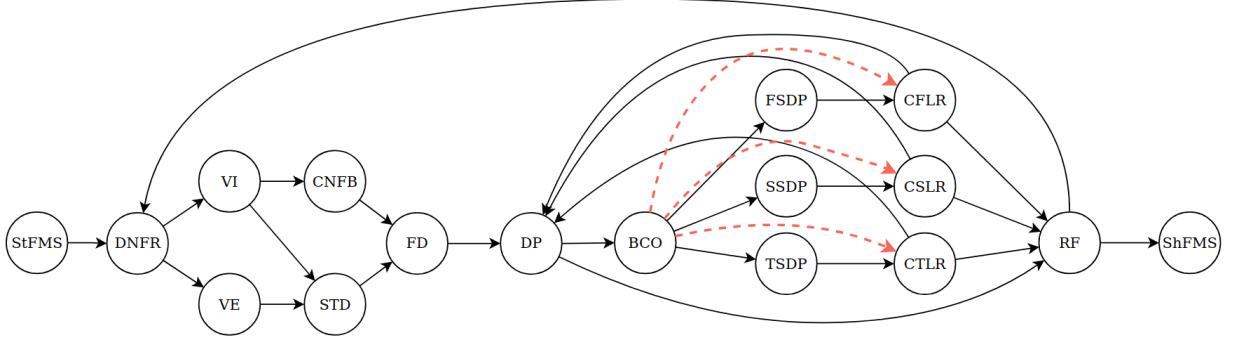 StFMS
DNFR
VI
VE
CNFB
STD
FD
DP
BCO
FSDP
SSDP
TSDP
CFLR
CSLR
CTLR
RF
ShFMS